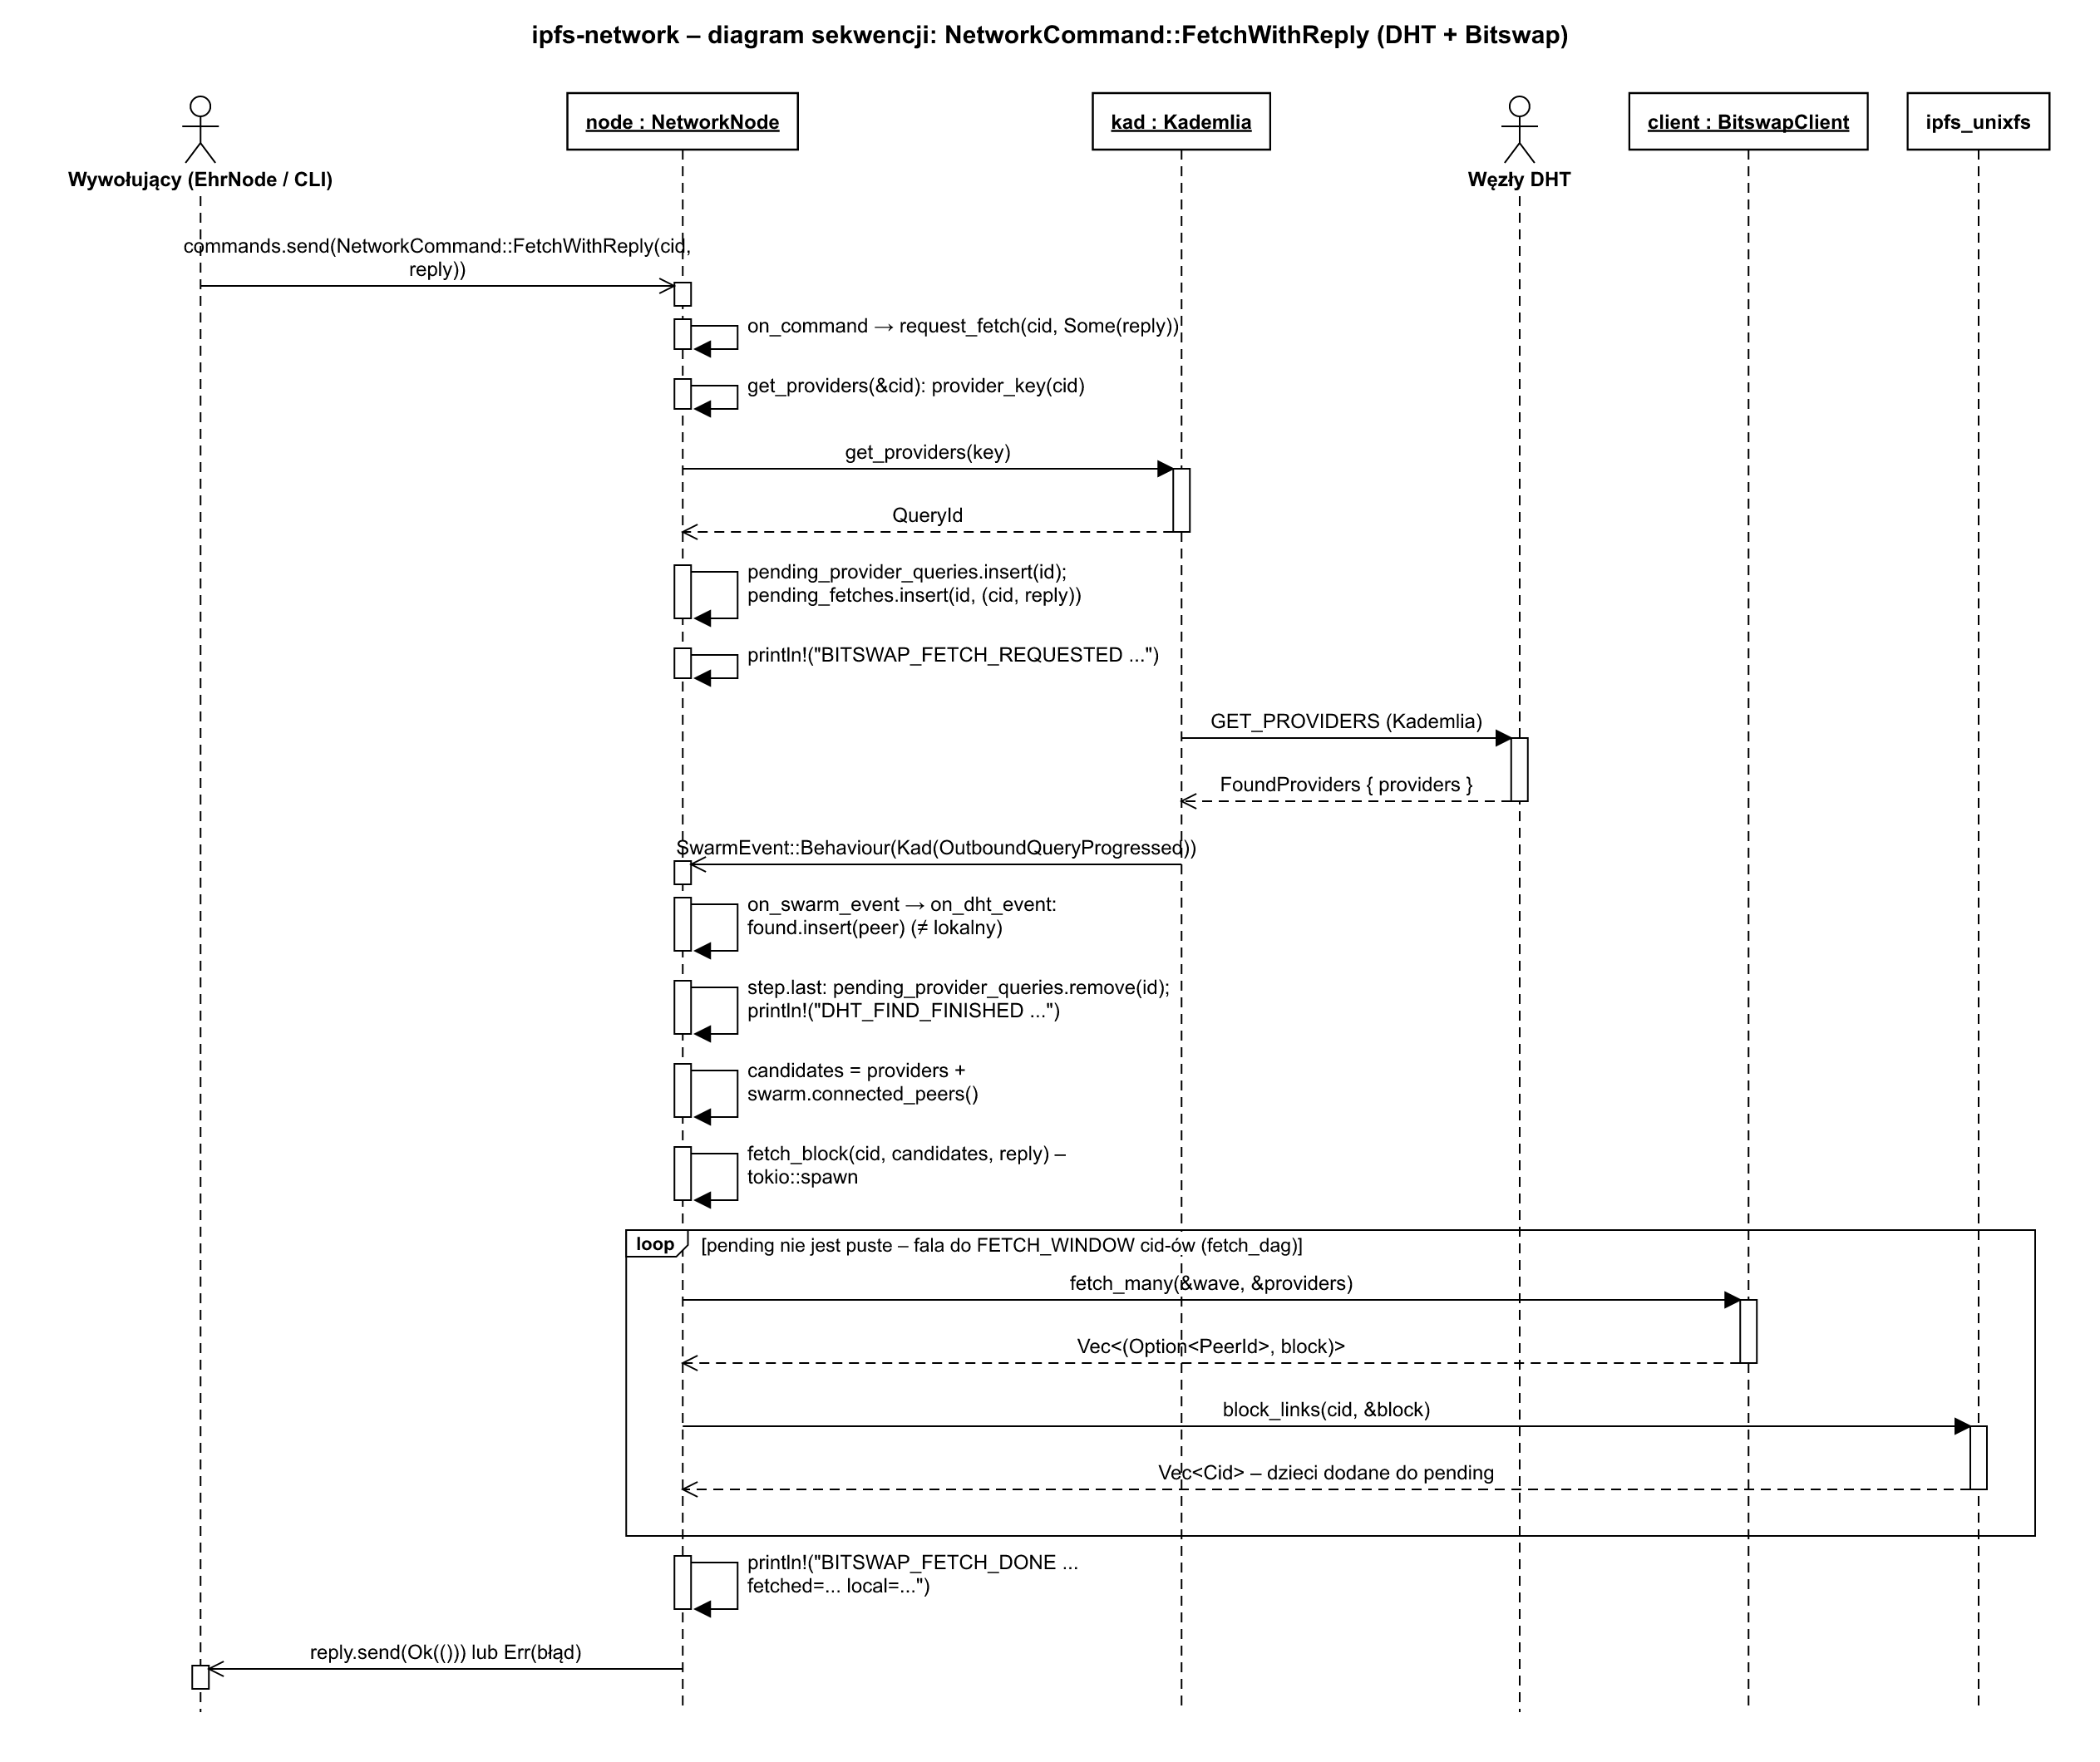 ipfs-network – diagram sekwencji: NetworkCommand::FetchWithReply (DHT + Bitswap)
Wywołujący (EhrNode / CLI)
node : NetworkNode
kad : Kademlia
Węzły DHT
client : BitswapClient
ipfs_unixfs
commands.send(NetworkCommand::FetchWithReply(cid,
reply))
on_command → request_fetch(cid, Some(reply))
get_providers(&cid): provider_key(cid)
get_providers(key)
QueryId
pending_provider_queries.insert(id);
pending_fetches.insert(id, (cid, reply))
println!("BITSWAP_FETCH_REQUESTED ...")
GET_PROVIDERS (Kademlia)
FoundProviders { providers }
SwarmEvent::Behaviour(Kad(OutboundQueryProgressed))
on_swarm_event → on_dht_event:
found.insert(peer) (≠ lokalny)
step.last: pending_provider_queries.remove(id);
println!("DHT_FIND_FINISHED ...")
candidates = providers +
swarm.connected_peers()
fetch_block(cid, candidates, reply) –
tokio::spawn
loop
[pending nie jest puste – fala do FETCH_WINDOW cid-ów (fetch_dag)]
fetch_many(&wave, &providers)
Vec<(Option<PeerId>, block)>
block_links(cid, &block)
Vec<Cid> – dzieci dodane do pending
println!("BITSWAP_FETCH_DONE ...
fetched=... local=...")
reply.send(Ok(())) lub Err(błąd)